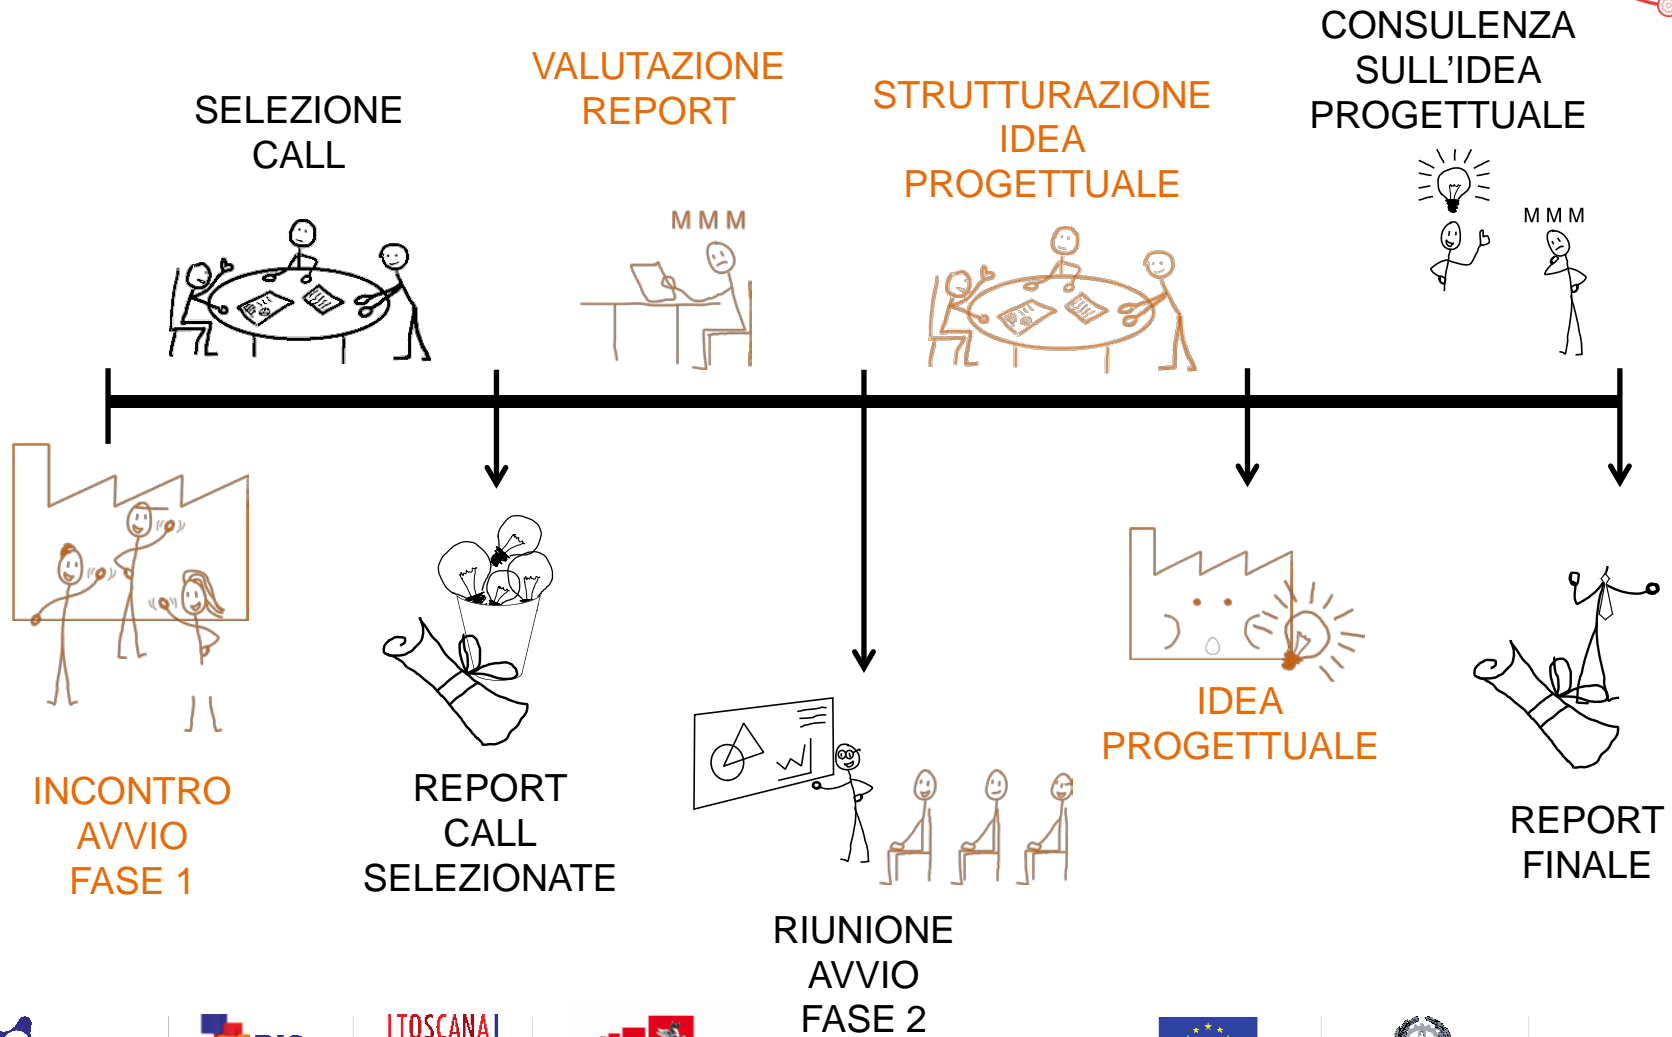 SELEZIONE
CALL
VALUTAZIONE
REPORT
STRUTTURAZIONE
IDEA
PROGETTUALE
CONSULENZA
SULL'IDEA
PROGETTUALE
M M M
M M M
INCONTRO
AVVIO
FASE 1
REPORT
CALL
SELEZIONATE
RIUNIONE
AVVIO
FASE 2
IDEA
PROGETTUALE
REPORT
FINALE
TOSCANA